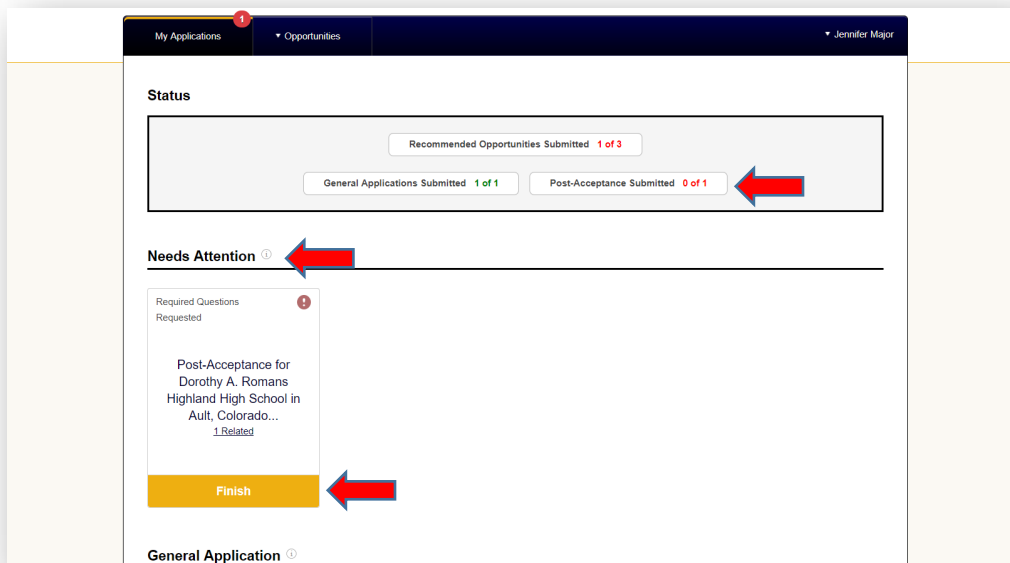 1
My Applications
▼ Opportunities
▼ Jennifer Major
Status
Recommended Opportunities Submitted 1 of 3
General Applications Submitted 1 of 1
Post-Acceptance Submitted 0 of 1
Needs Attention
Required Questions
Requested
Post-Acceptance for
Dorothy A. Romans
Highland High School in
Ault, Colorado...
1 Related
Finish
General Application